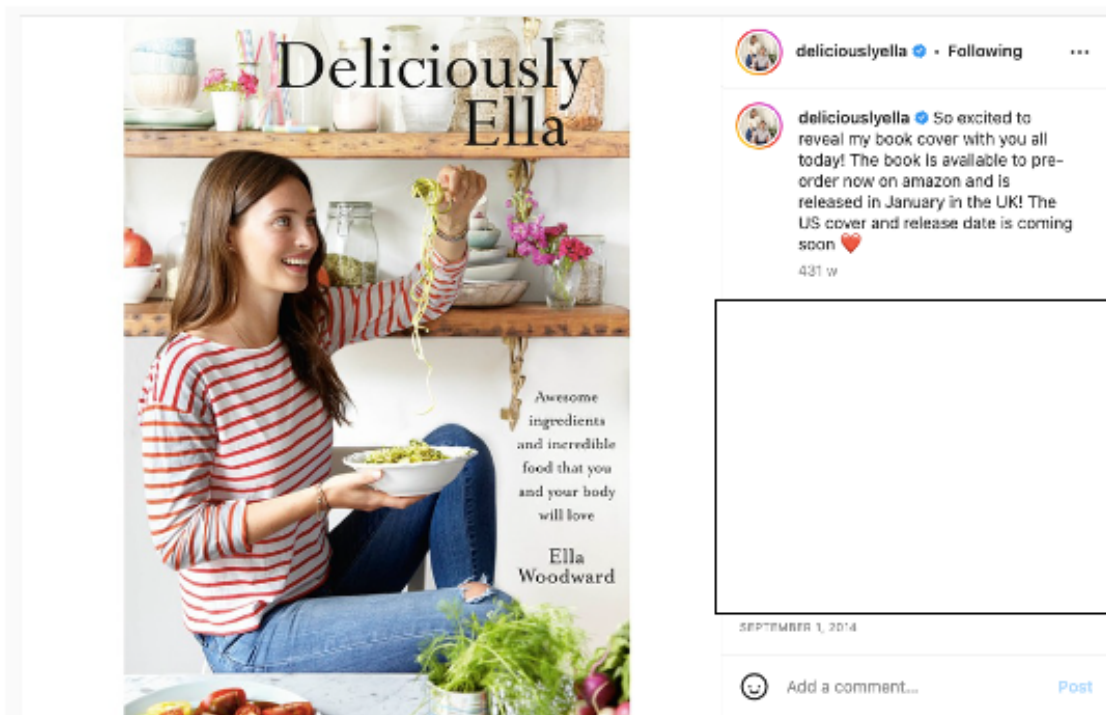 Deliciously
Ella
Awesome
ingredients
and incredible
food that you
and your body
will love
Ella
Woodward
deliciouslyella • Following
deliciouslyella So excited to
reveal my book cover with you all
today! The book is available to pre-
order now on amazon and is
released in January in the UK! The
US cover and release date is coming
soon ❤️
431 w
SEPTEMBER 1, 2014
Add a comment...
Post